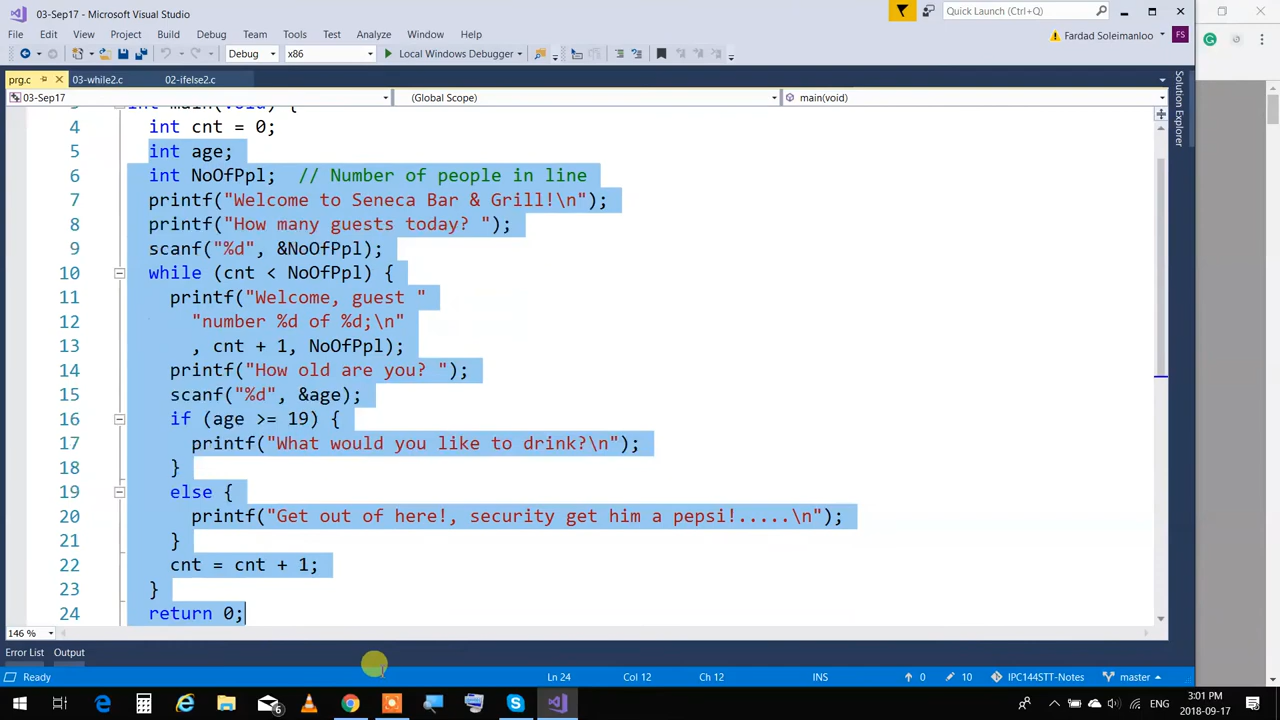 03-Sep17 - Microsoft Visual Studio
Quick Launch (Ctrl+Q)
File Edit View Project Build Debug Team Tools Test Analyze Window Help
Fardad Soleimanloo FS
Debug x86 Local Windows Debugger
prg.c 03-while2.c 02-ifelse2.c
03-Sep17 (Global Scope) main(void)
Solution Explorer
3 int main(void) {
4 int cnt = 0;
5 int age;
6 int NoOfPpl; // Number of people in line
7 printf("Welcome to Seneca Bar & Grill!\n");
8 printf("How many guests today? ");
9 scanf("%d", &NoOfPpl);
10 while (cnt < NoOfPpl) {
11 printf("Welcome, guest "
12 "number %d of %d;\n"
13 , cnt + 1, NoOfPpl);
14 printf("How old are you? ");
15 scanf("%d", &age);
16 if (age >= 19) {
17 printf("What would you like to drink?\n");
18 }
19 else {
20 printf("Get out of here!, security get him a pepsi!.....\n");
21 }
22 cnt = cnt + 1;
23 }
24 return 0;
146 %
Error List Output
Ready Ln 24 Col 12 Ch 12 INS 0 10 IPC144STT-Notes master
6
ENG 3:01 PM
2018-09-17